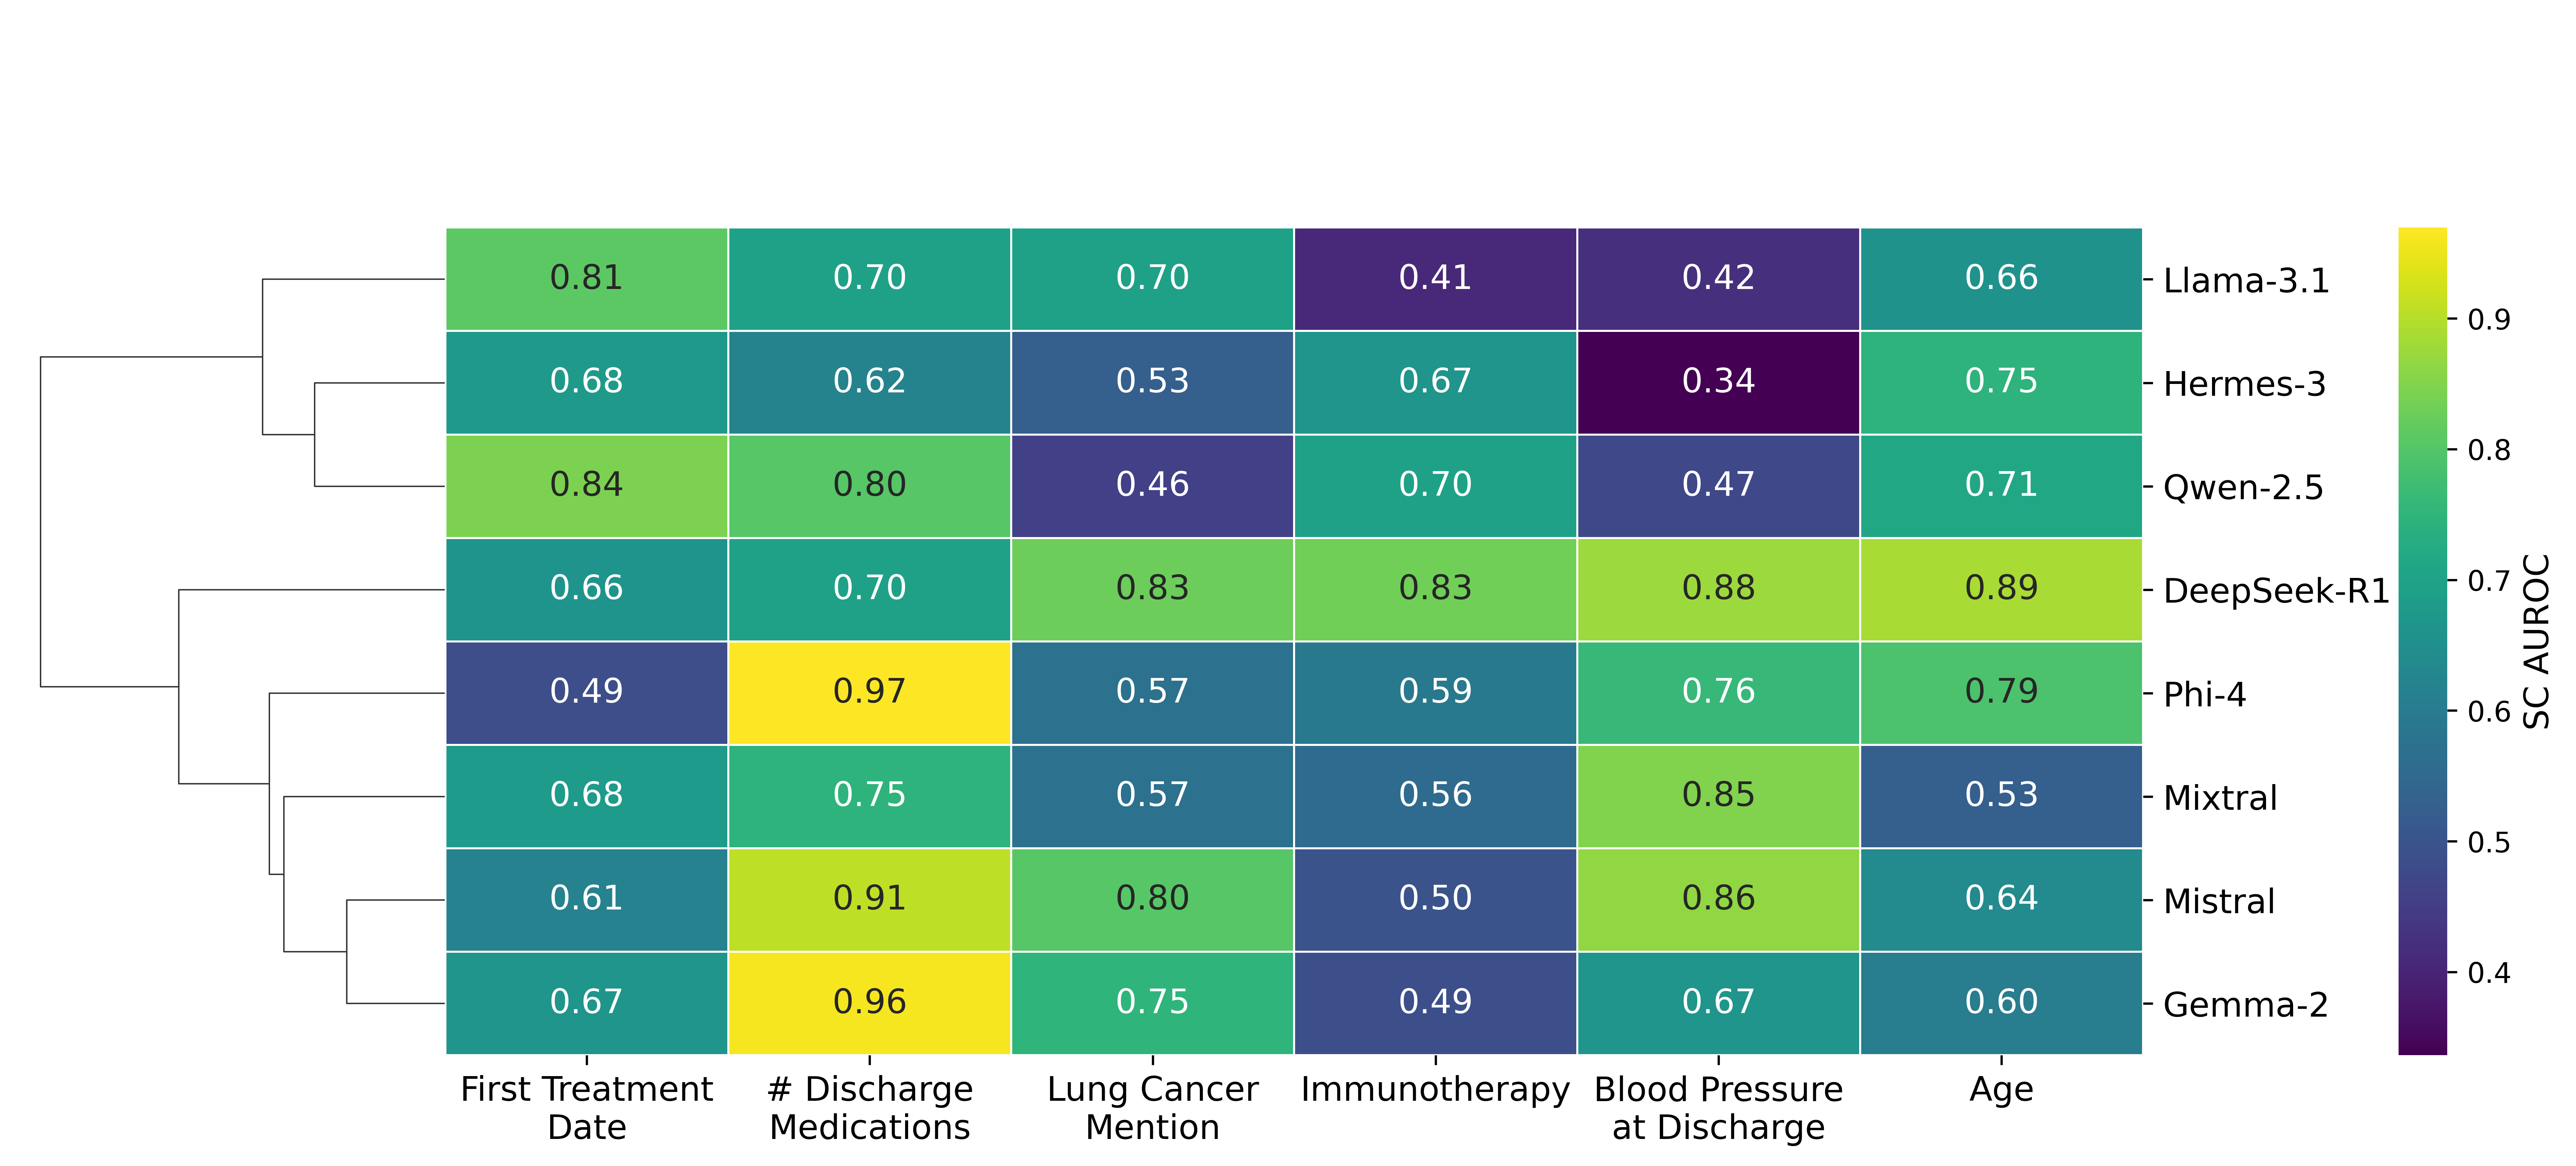 0.81 0.70 0.70 0.41 0.42 0.66 Llama-3.1
0.68 0.62 0.53 0.67 0.34 0.75 Hermes-3
0.84 0.80 0.46 0.70 0.47 0.71 Qwen-2.5
0.66 0.70 0.83 0.83 0.88 0.89 DeepSeek-R1
0.49 0.97 0.57 0.59 0.76 0.79 Phi-4
0.68 0.75 0.57 0.56 0.85 0.53 Mixtral
0.61 0.91 0.80 0.50 0.86 0.64 Mistral
0.67 0.96 0.75 0.49 0.67 0.60 Gemma-2
First Treatment
Date
# Discharge
Medications
Lung Cancer
Mention
Immunotherapy
Blood Pressure
at Discharge
Age
0.9
0.8
0.7
0.6
0.5
0.4
SC AUROC